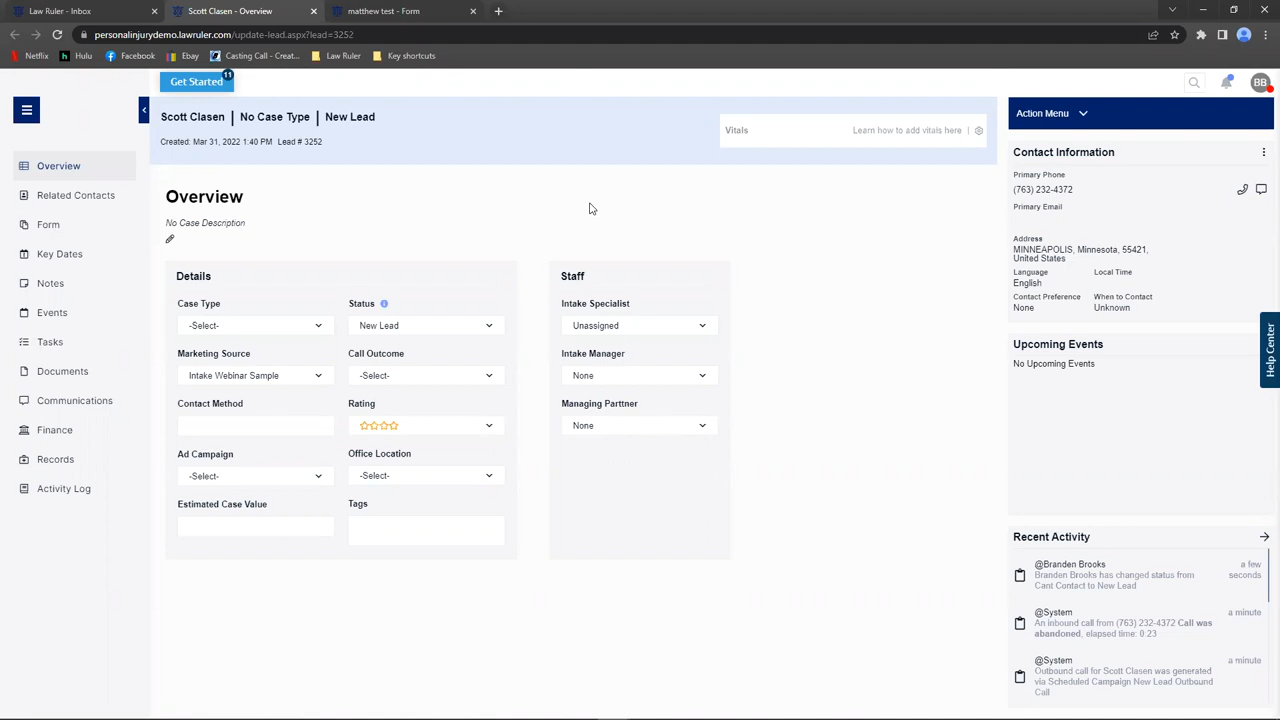 Law Ruler - Inbox
Scott Clasen - Overview
matthew test - Form
personalinjurydemo.lawruler.com/update-lead.aspx?lead=3252
Netflix
Hulu
Facebook
Ebay
Casting Call - Creat...
Law Ruler
Key shortcuts
Get Started
11
BB
Scott Clasen | No Case Type | New Lead
Created: Mar 31, 2022 1:40 PM Lead # 3252
Vitals
Learn how to add vitals here |
Action Menu
Overview
Related Contacts
Form
Key Dates
Notes
Events
Tasks
Documents
Communications
Finance
Records
Activity Log
Overview
No Case Description
Details
Case Type
-Select-
Status
New Lead
Marketing Source
Intake Webinar Sample
Call Outcome
-Select-
Contact Method
Rating
Ad Campaign
-Select-
Office Location
-Select-
Estimated Case Value
Tags
Staff
Intake Specialist
Unassigned
Intake Manager
None
Managing Parttner
None
Contact Information
Primary Phone
(763) 232-4372
Primary Email
Address
MINNEAPOLIS, Minnesota, 55421,
United States
Language
Local Time
English
Contact Preference
When to Contact
None
Unknown
Upcoming Events
No Upcoming Events
Help Center
Recent Activity
@Branden Brooks
Branden Brooks has changed status from
Cant Contact to New Lead
a few
seconds
@System
An inbound call from (763) 232-4372 Call was
abandoned, elapsed time: 0.23
a minute
@System
Outbound call for Scott Clasen was generated
via Scheduled Campaign New Lead Outbound
Call
a minute